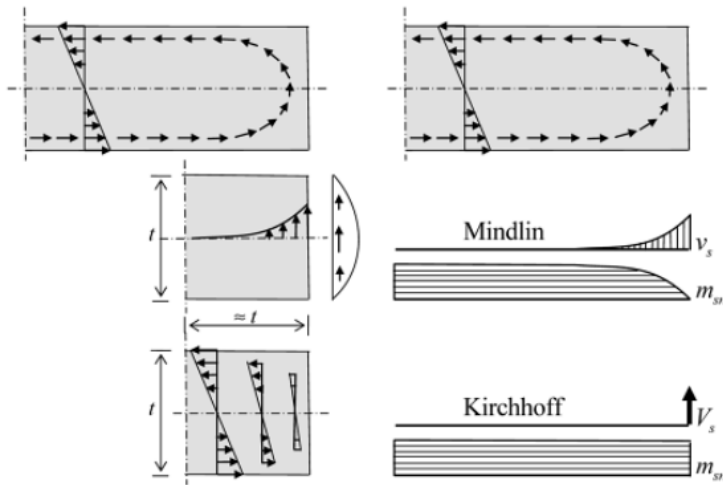 t
Mindlin
v_s
m_sn
≈ t
t
Kirchhoff
V_s
m_sn